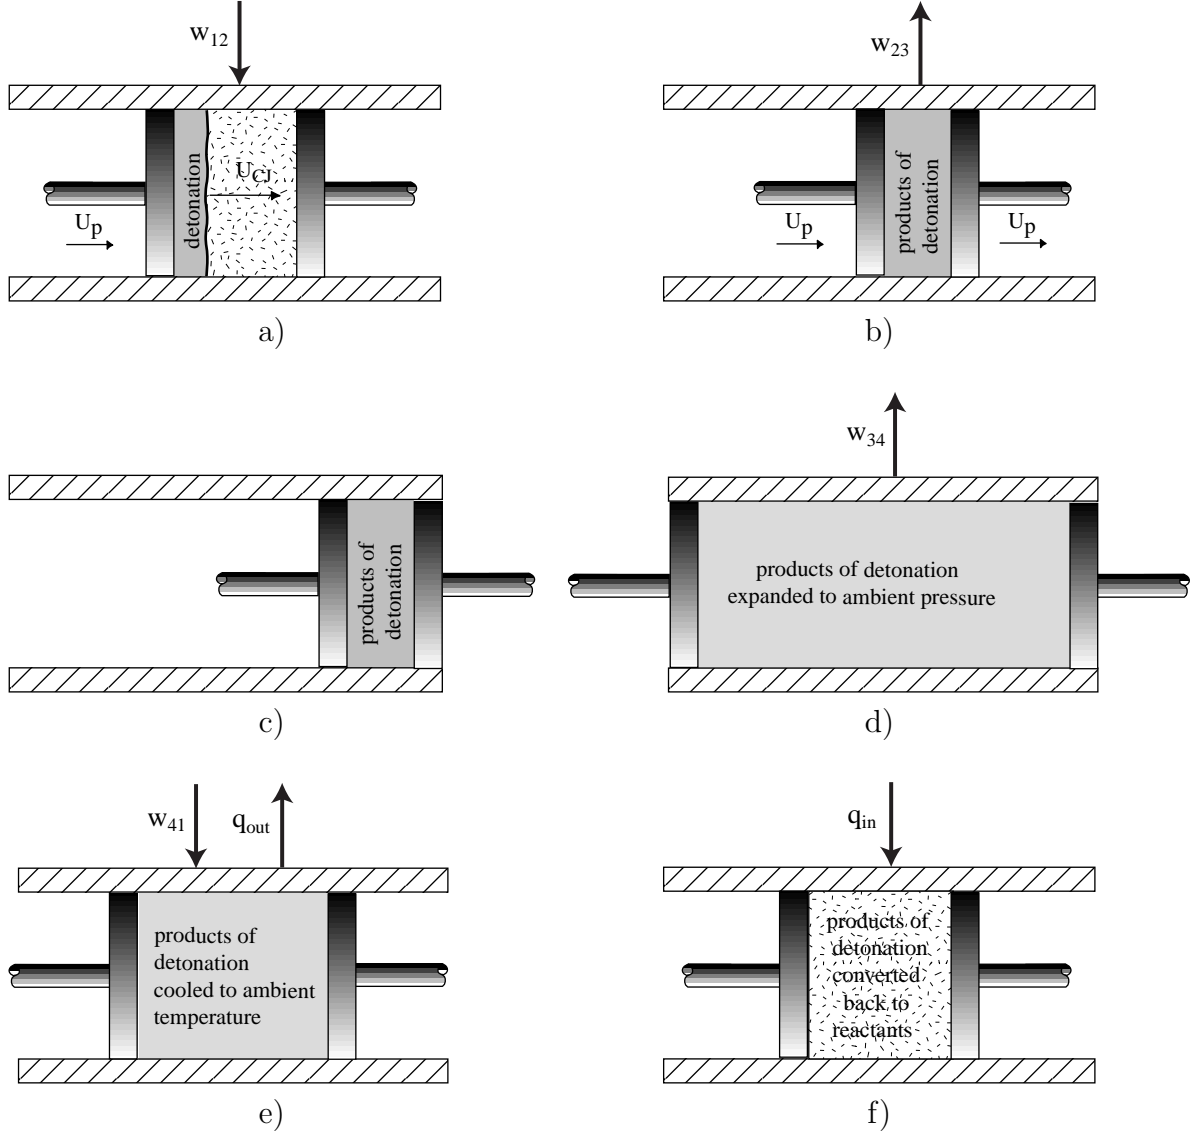 w12
w23
detonation
UCJ
Up
products of
detonation
Up
Up
a)
b)
w34
products of
detonation
products of detonation
expanded to ambient pressure
c)
d)
w41
qout
qin
products of
detonation
cooled to ambient
temperature
products of
detonation
converted
back to
reactants
e)
f)